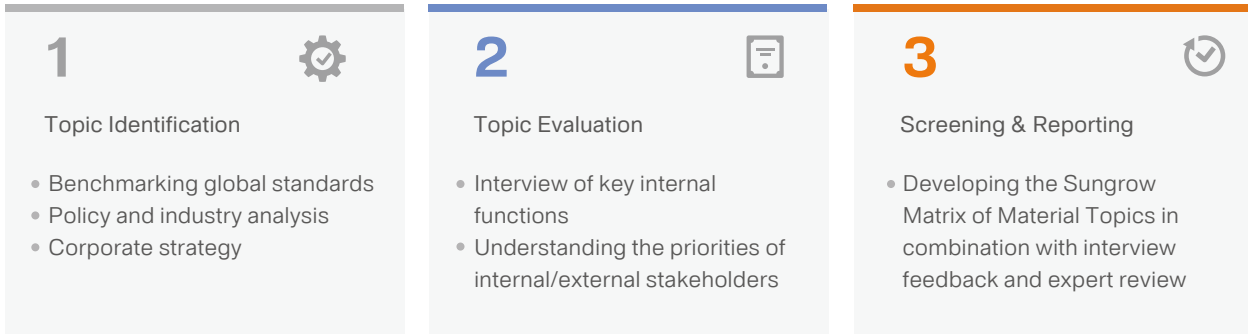 1
Topic Identification
• Benchmarking global standards
• Policy and industry analysis
• Corporate strategy
2
Topic Evaluation
• Interview of key internal
functions
• Understanding the priorities of
internal/external stakeholders
3
Screening & Reporting
• Developing the Sungrow
Matrix of Material Topics in
combination with interview
feedback and expert review